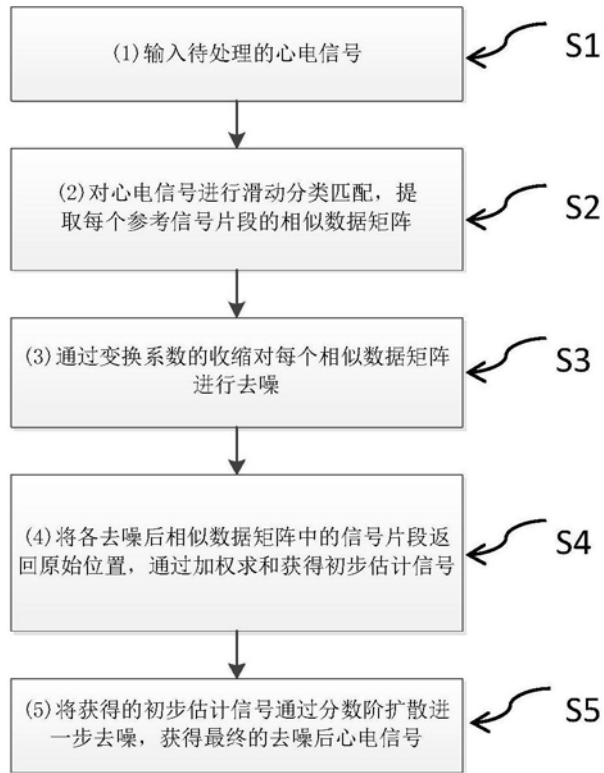 (1)输入待处理的心电信号
S1
(2)对心电信号进行滑动分类匹配，提
取每个参考信号片段的相似数据矩阵
S2
(3)通过变换系数的收缩对每个相似数据矩阵
进行去噪
S3
(4)将各去噪后相似数据矩阵中的信号片段返
回原始位置，通过加权求和获得初步估计信号
S4
(5)将获得的初步估计信号通过分数阶扩散进
一步去噪，获得最终的去噪后心电信号
S5